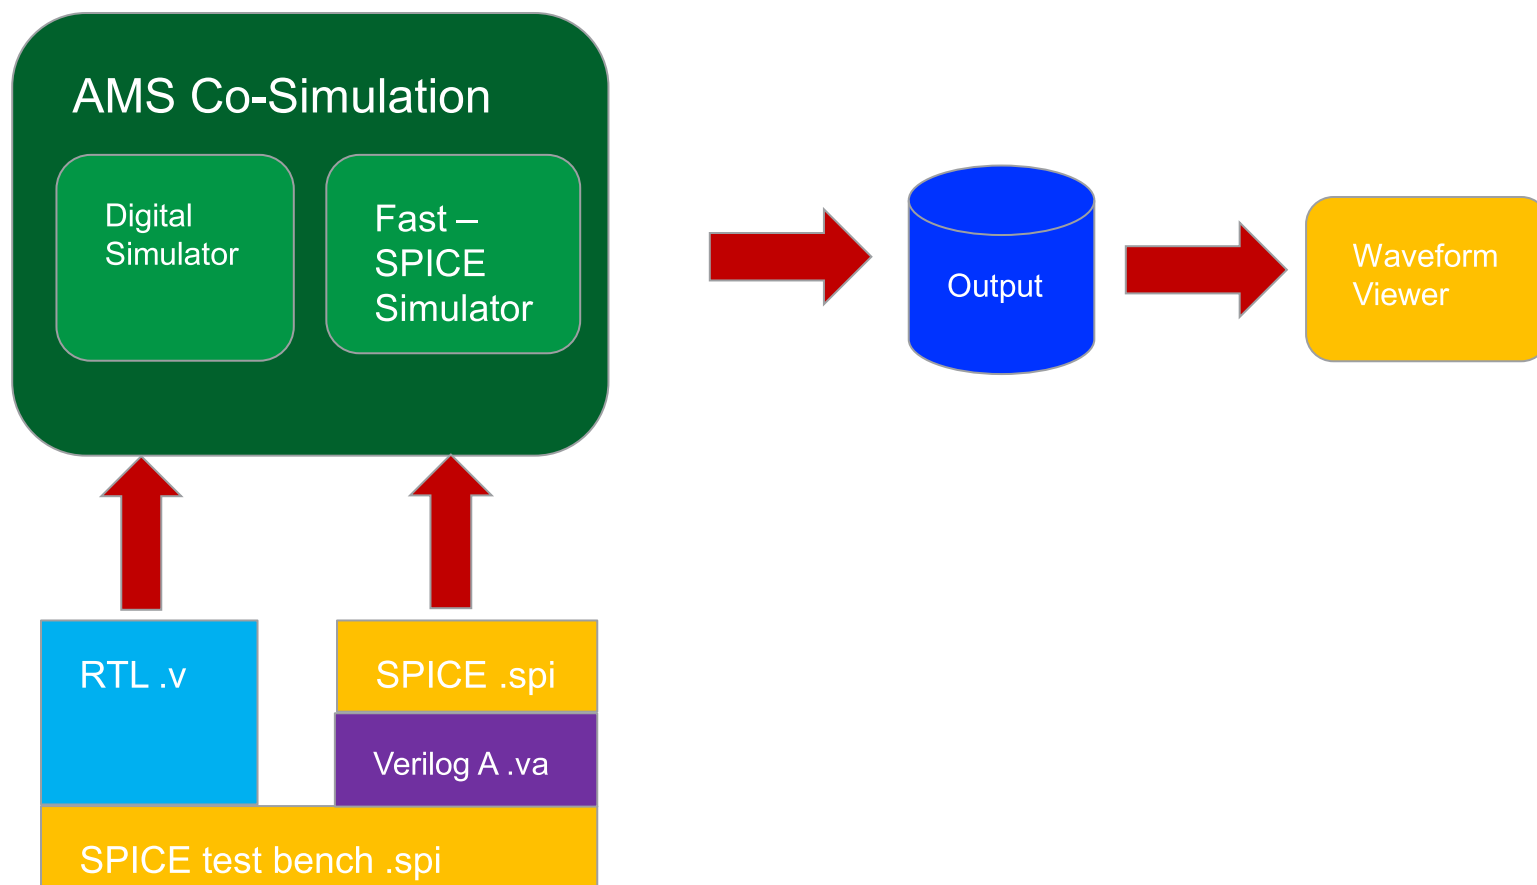 AMS Co-Simulation
Digital
Simulator
Fast –
SPICE
Simulator
Output
Waveform
Viewer
RTL .v
SPICE .spi
Verilog A .va
SPICE test bench .spi